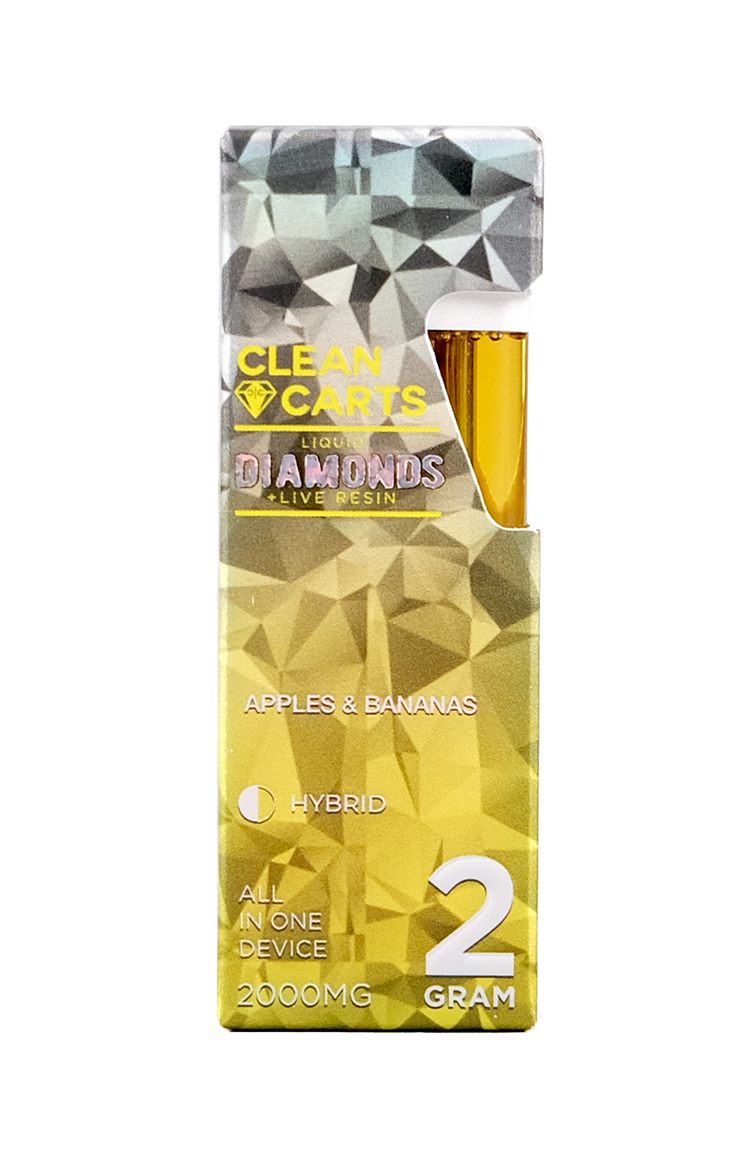 CLEAN
CARTS
LIQUID
DIAMONDS
+LIVE RESIN
APPLES & BANANAS
HYBRID
ALL
IN ONE
DEVICE
2000MG
2
GRAM